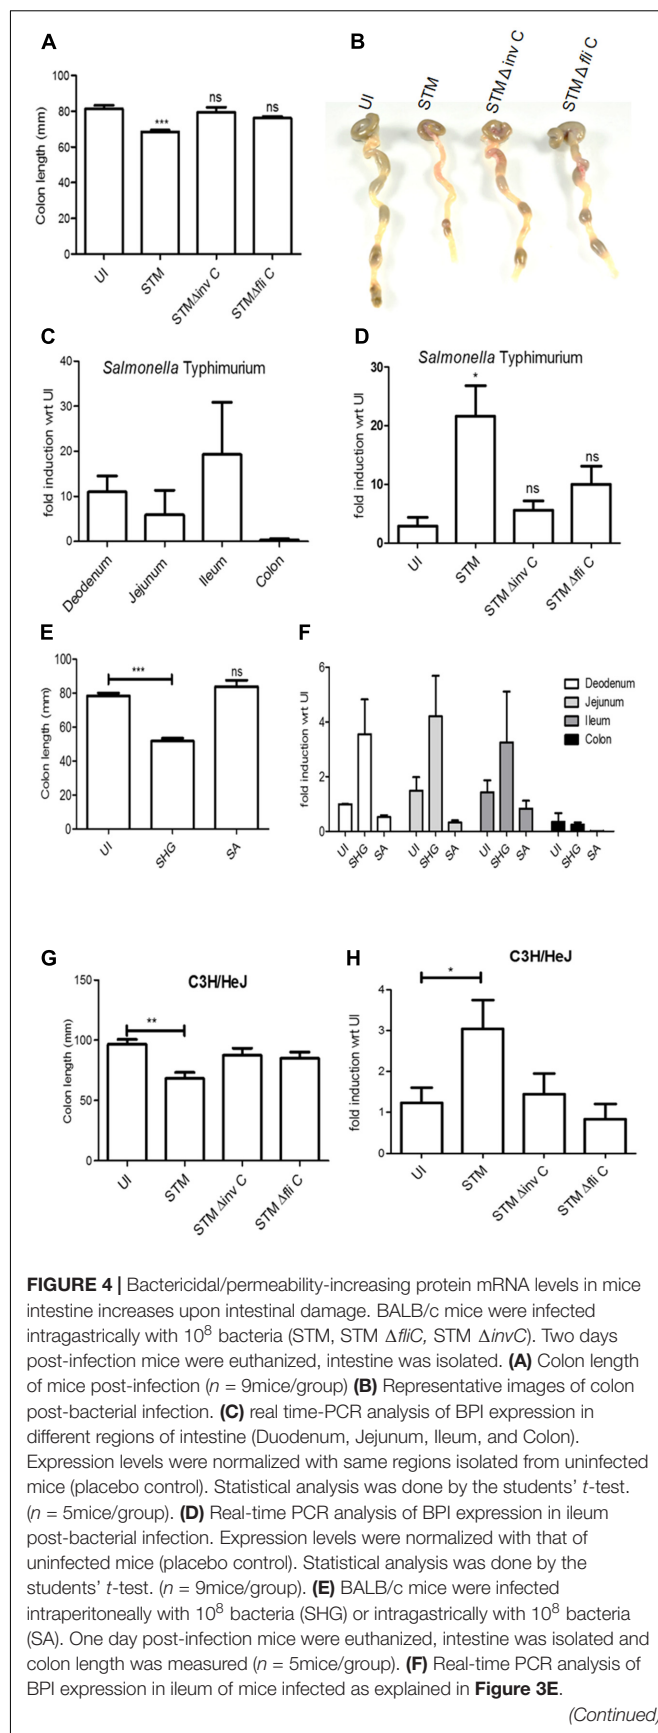 A
B
Colon length (mm)
100
80
60
40
20
0
***
ns
ns
UI
STM
STMΔinv C
STMΔfli C
UI
STM
STM Δ inv C
STM Δ fli C
C
D
Salmonella Typhimurium
fold induction wrt UI
40
30
20
10
0
Deodenum
Jejunum
Ileum
Colon
Salmonella Typhimurium
fold induction wrt UI
30
20
10
0
*
ns
ns
UI
STM
STM Δinv C
STM Δfli C
E
F
Colon length (mm)
100
80
60
40
20
0
***
ns
UI
SHG
SA
fold induction wrt UI
6
4
2
0
Deodenum
Jejunum
Ileum
Colon
UI
SHG
SA
UI
SHG
SA
UI
SHG
SA
UI
SHG
SA
G
H
C3H/HeJ
Colon length (mm)
150
100
50
0
**
UI
STM
STM Δinv C
STM Δfli C
C3H/HeJ
fold induction wrt UI
4
3
2
1
0
*
UI
STM
STM Δinv C
STM Δfli C
FIGURE 4 | Bactericidal/permeability-increasing protein mRNA levels in mice
intestine increases upon intestinal damage. BALB/c mice were infected
intragastrically with 10⁸ bacteria (STM, STM ΔfliC, STM ΔinvC). Two days
post-infection mice were euthanized, intestine was isolated. (A) Colon length
of mice post-infection (n = 9mice/group) (B) Representative images of colon
post-bacterial infection. (C) real time-PCR analysis of BPI expression in
different regions of intestine (Duodenum, Jejunum, Ileum, and Colon).
Expression levels were normalized with same regions isolated from uninfected
mice (placebo control). Statistical analysis was done by the students' t-test.
(n = 5mice/group). (D) Real-time PCR analysis of BPI expression in ileum
post-bacterial infection. Expression levels were normalized with that of
uninfected mice (placebo control). Statistical analysis was done by the
students' t-test. (n = 9mice/group). (E) BALB/c mice were infected
intraperitoneally with 10⁸ bacteria (SHG) or intragastrically with 10⁸ bacteria
(SA). One day post-infection mice were euthanized, intestine was isolated and
colon length was measured (n = 5mice/group). (F) Real-time PCR analysis of
BPI expression in ileum of mice infected as explained in Figure 3E.
(Continued)